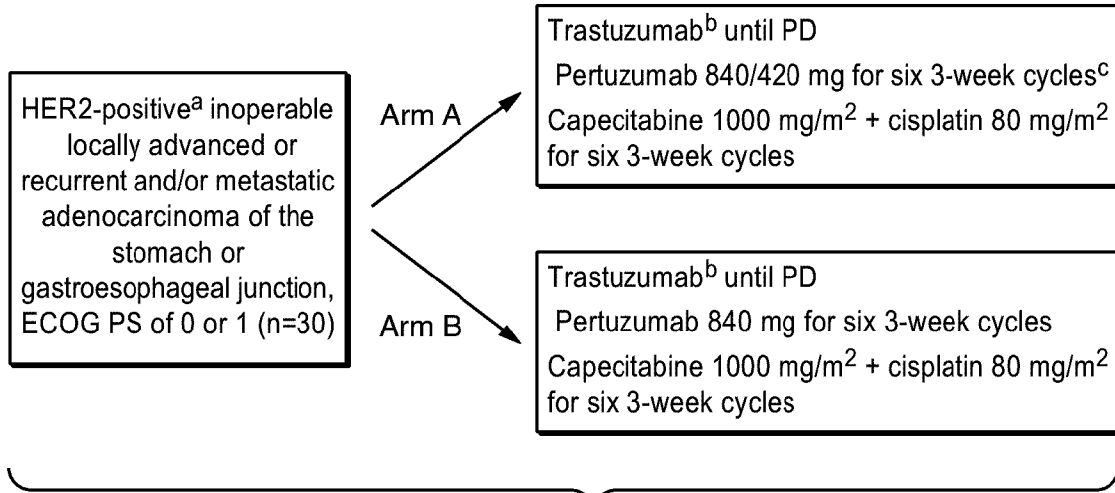 HER2-positiveᵃ inoperable
locally advanced or
recurrent and/or metastatic
adenocarcinoma of the
stomach or
gastroesophageal junction,
ECOG PS of 0 or 1 (n=30)
Arm A
Trastuzumabᵇ until PD
Pertuzumab 840/420 mg for six 3-week cyclesᶜ
Capecitabine 1000 mg/m² + cisplatin 80 mg/m²
for six 3-week cycles
Arm B
Trastuzumabᵇ until PD
Pertuzumab 840 mg for six 3-week cycles
Capecitabine 1000 mg/m² + cisplatin 80 mg/m²
for six 3-week cycles